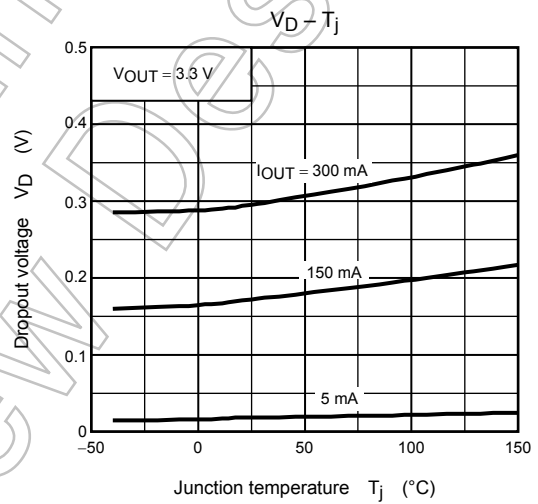 VD – Tj
0.5
VOUT = 3.3 V
0.4
IOUT = 300 mA
0.3
Dropout voltage VD (V)
0.2
150 mA
0.1
5 mA
0
–50 0 50 100 150
Junction temperature Tj (°C)